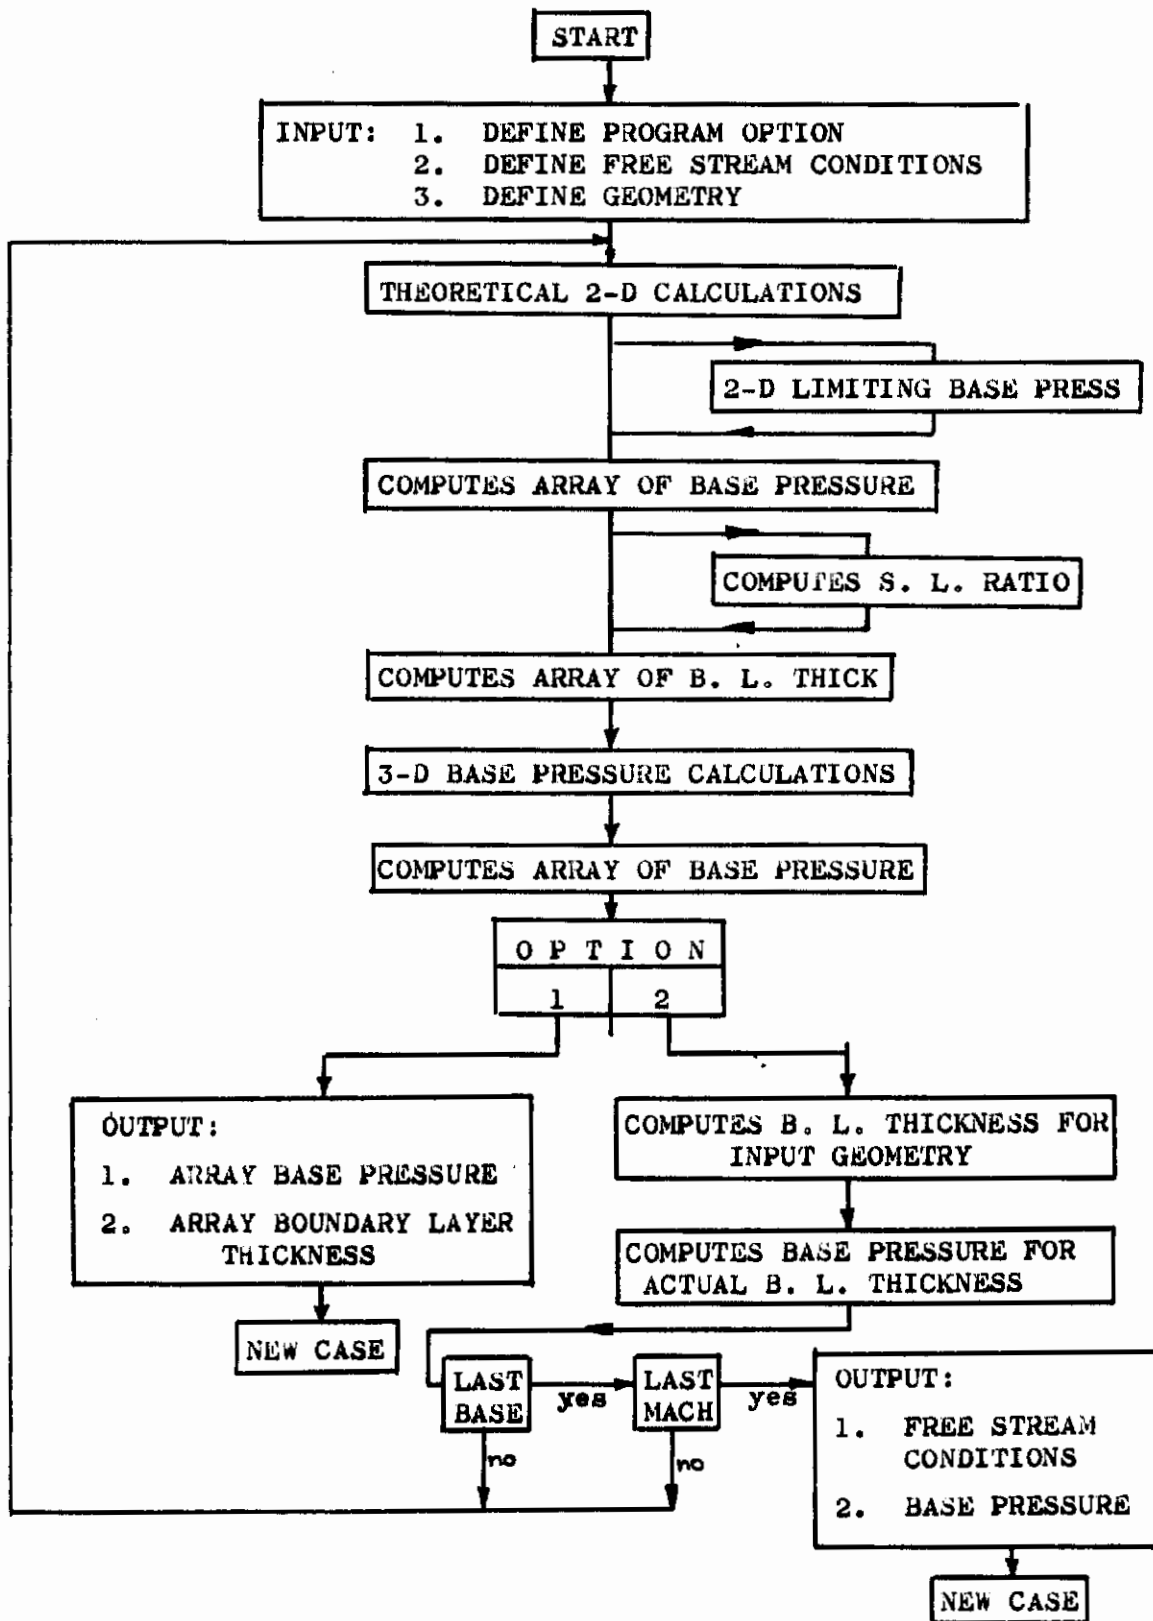 START
INPUT: 1. DEFINE PROGRAM OPTION
2. DEFINE FREE STREAM CONDITIONS
3. DEFINE GEOMETRY
THEORETICAL 2-D CALCULATIONS
2-D LIMITING BASE PRESS
COMPUTES ARRAY OF BASE PRESSURE
COMPUTES S. L. RATIO
COMPUTES ARRAY OF B. L. THICK
3-D BASE PRESSURE CALCULATIONS
COMPUTES ARRAY OF BASE PRESSURE
O P T I O N
1 2
OUTPUT:
1. ARRAY BASE PRESSURE
2. ARRAY BOUNDARY LAYER
THICKNESS
NEW CASE
COMPUTES B. L. THICKNESS FOR
INPUT GEOMETRY
COMPUTES BASE PRESSURE FOR
ACTUAL B. L. THICKNESS
LAST
BASE
yes
no
LAST
MACH
yes
no
OUTPUT:
1. FREE STREAM
CONDITIONS
2. BASE PRESSURE
NEW CASE